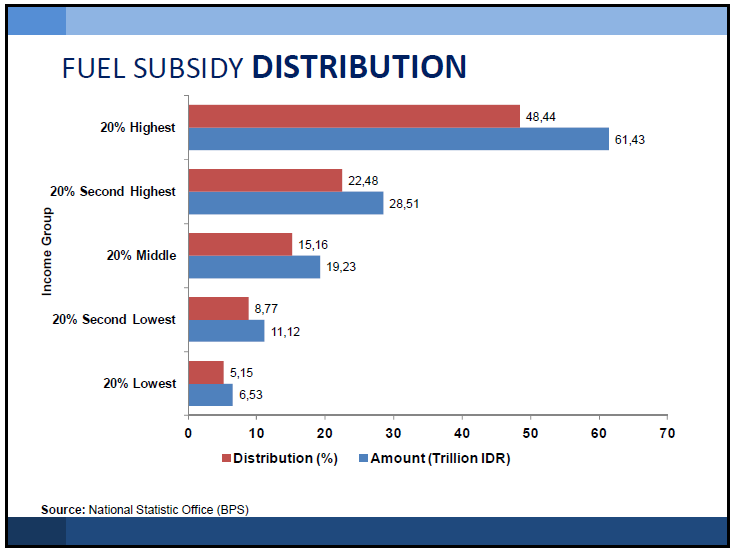 FUEL SUBSIDY DISTRIBUTION
20% Highest
48,44
61,43
20% Second Highest
22,48
28,51
20% Middle
15,16
19,23
20% Second Lowest
8,77
11,12
20% Lowest
5,15
6,53
Income Group
0 10 20 30 40 50 60 70
Distribution (%) Amount (Trillion IDR)
Source: National Statistic Office (BPS)